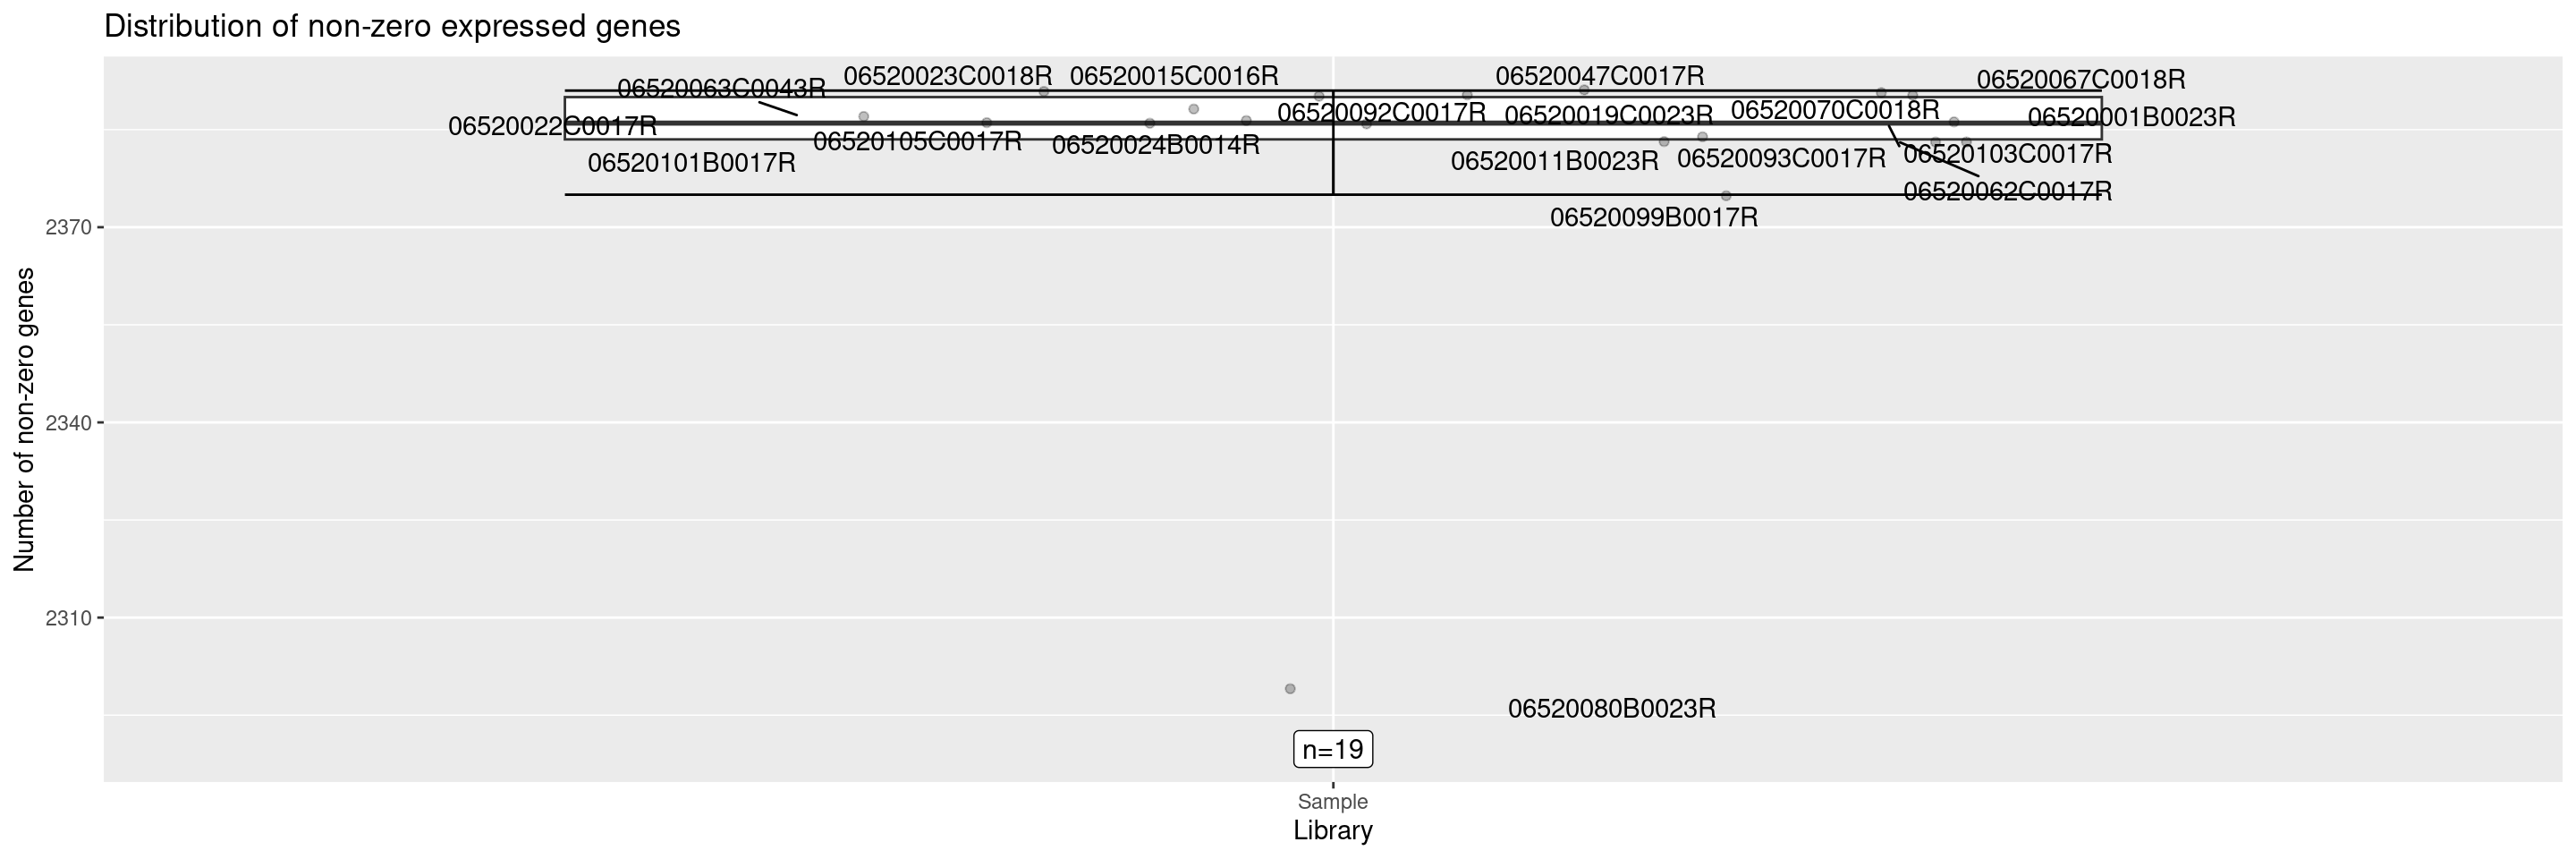 Distribution of non-zero expressed genes
Number of non-zero genes
2370
2340
2310
06520063C0043R
06520023C0018R
06520015C0016R
06520047C0017R
06520067C0018R
06520022C0017R
06520105C0017R
06520024B0014R
06520092C0017R
06520019C0023R
06520070C0018R
06520001B0023R
06520101B0017R
06520011B0023R
06520093C0017R
06520103C0017R
06520062C0017R
06520099B0017R
06520080B0023R
n=19
Sample
Library